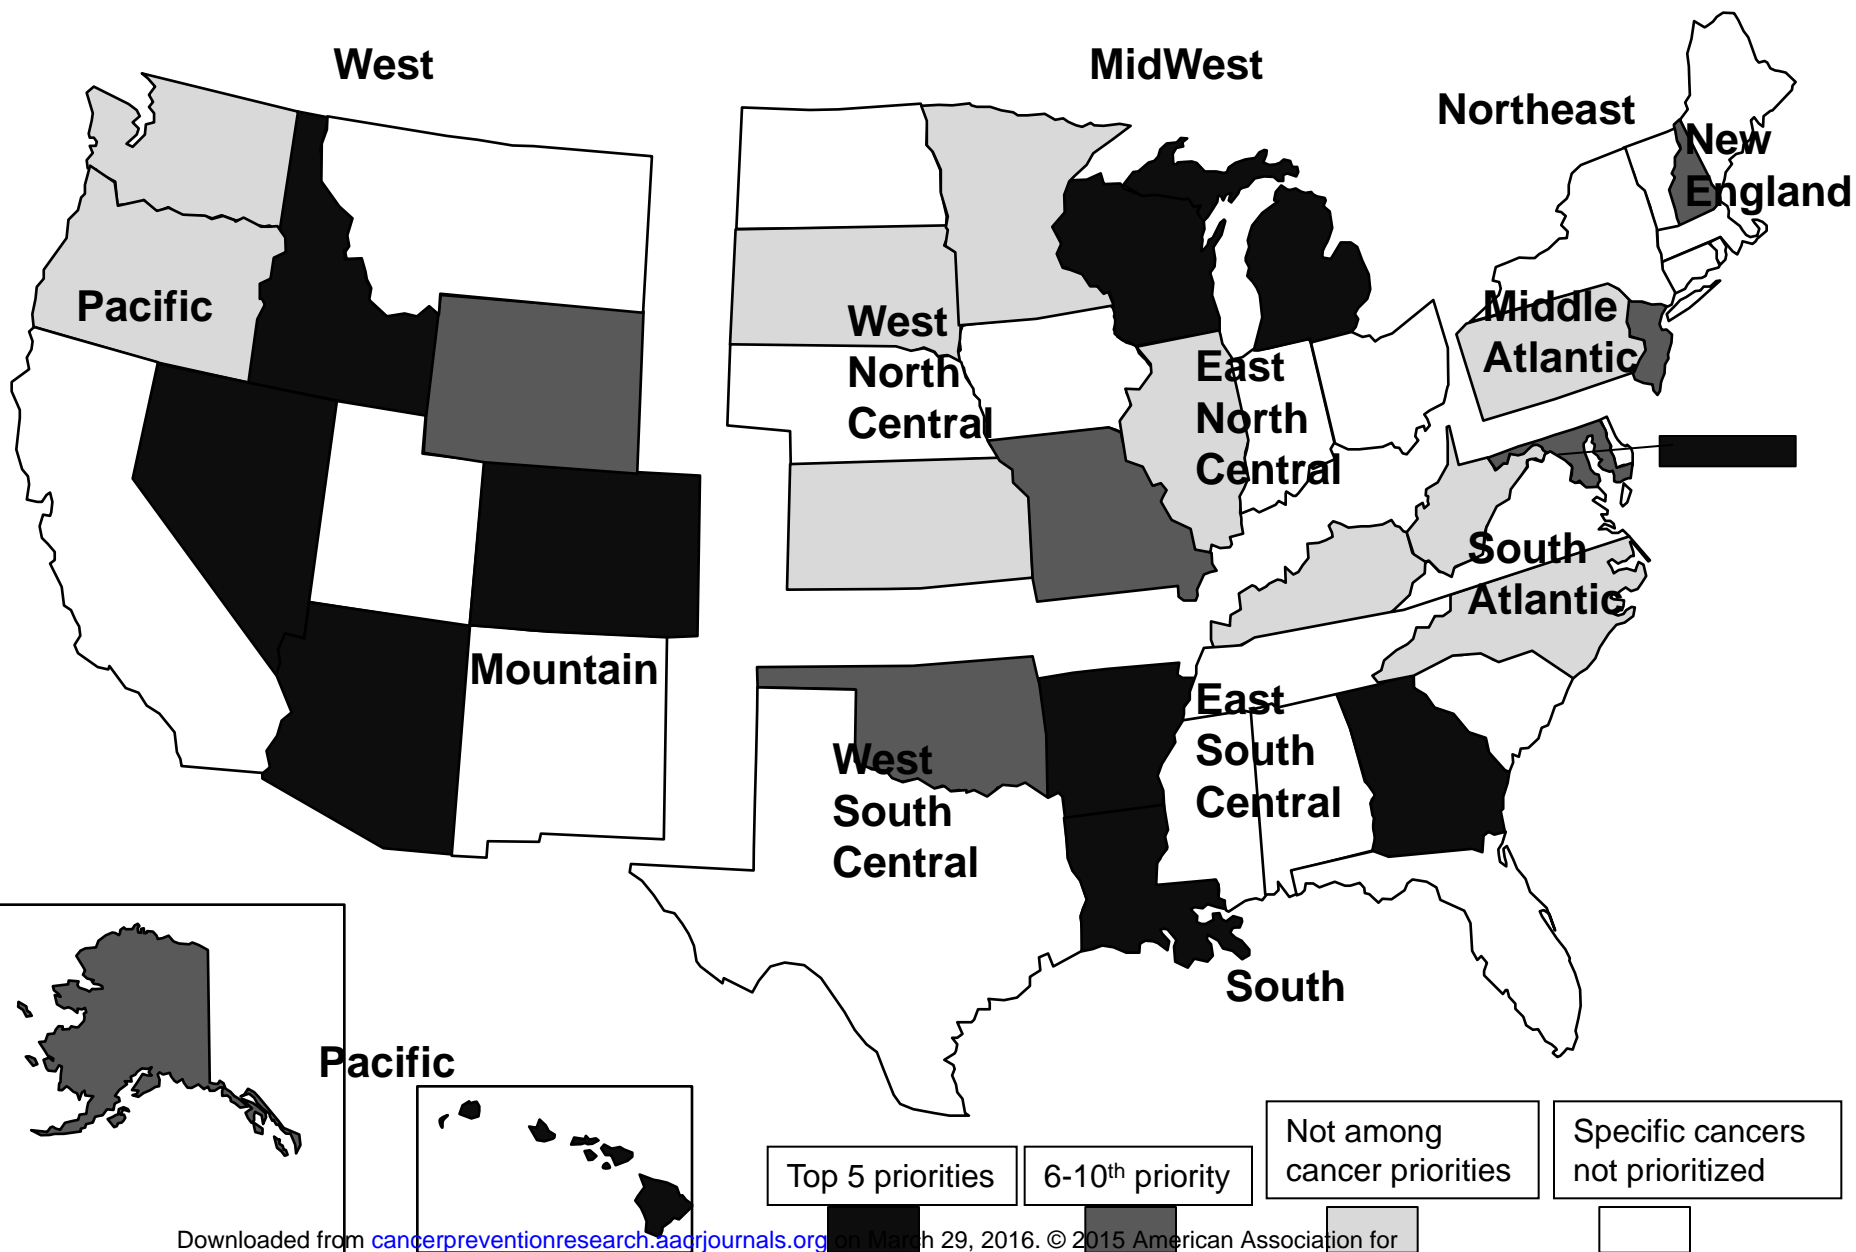 West
MidWest
Northeast
New
England
Pacific
West
North
Central
East
North
Central
Middle
Atlantic
South
Atlantic
Mountain
West
South
Central
East
South
Central
South
Pacific
Top 5 priorities
6-10th priority
Not among
cancer priorities
Specific cancers
not prioritized
Downloaded from cancerpreventionresearch.aacrjournals.org on March 29, 2016. © 2015 American Association for